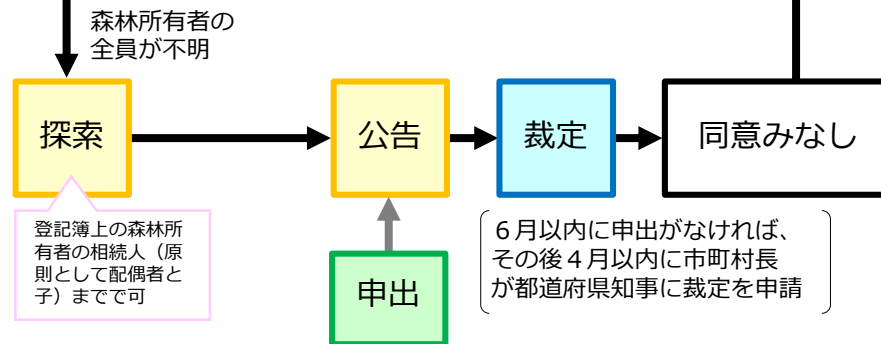 森林所有者の
全員が不明
探索
公告
裁定
同意みなし
登記簿上の森林所
有者の相続人（原
則として配偶者と
子）までで可
６月以内に申出がなければ、
その後４月以内に市町村長
が都道府県知事に裁定を申請
申出